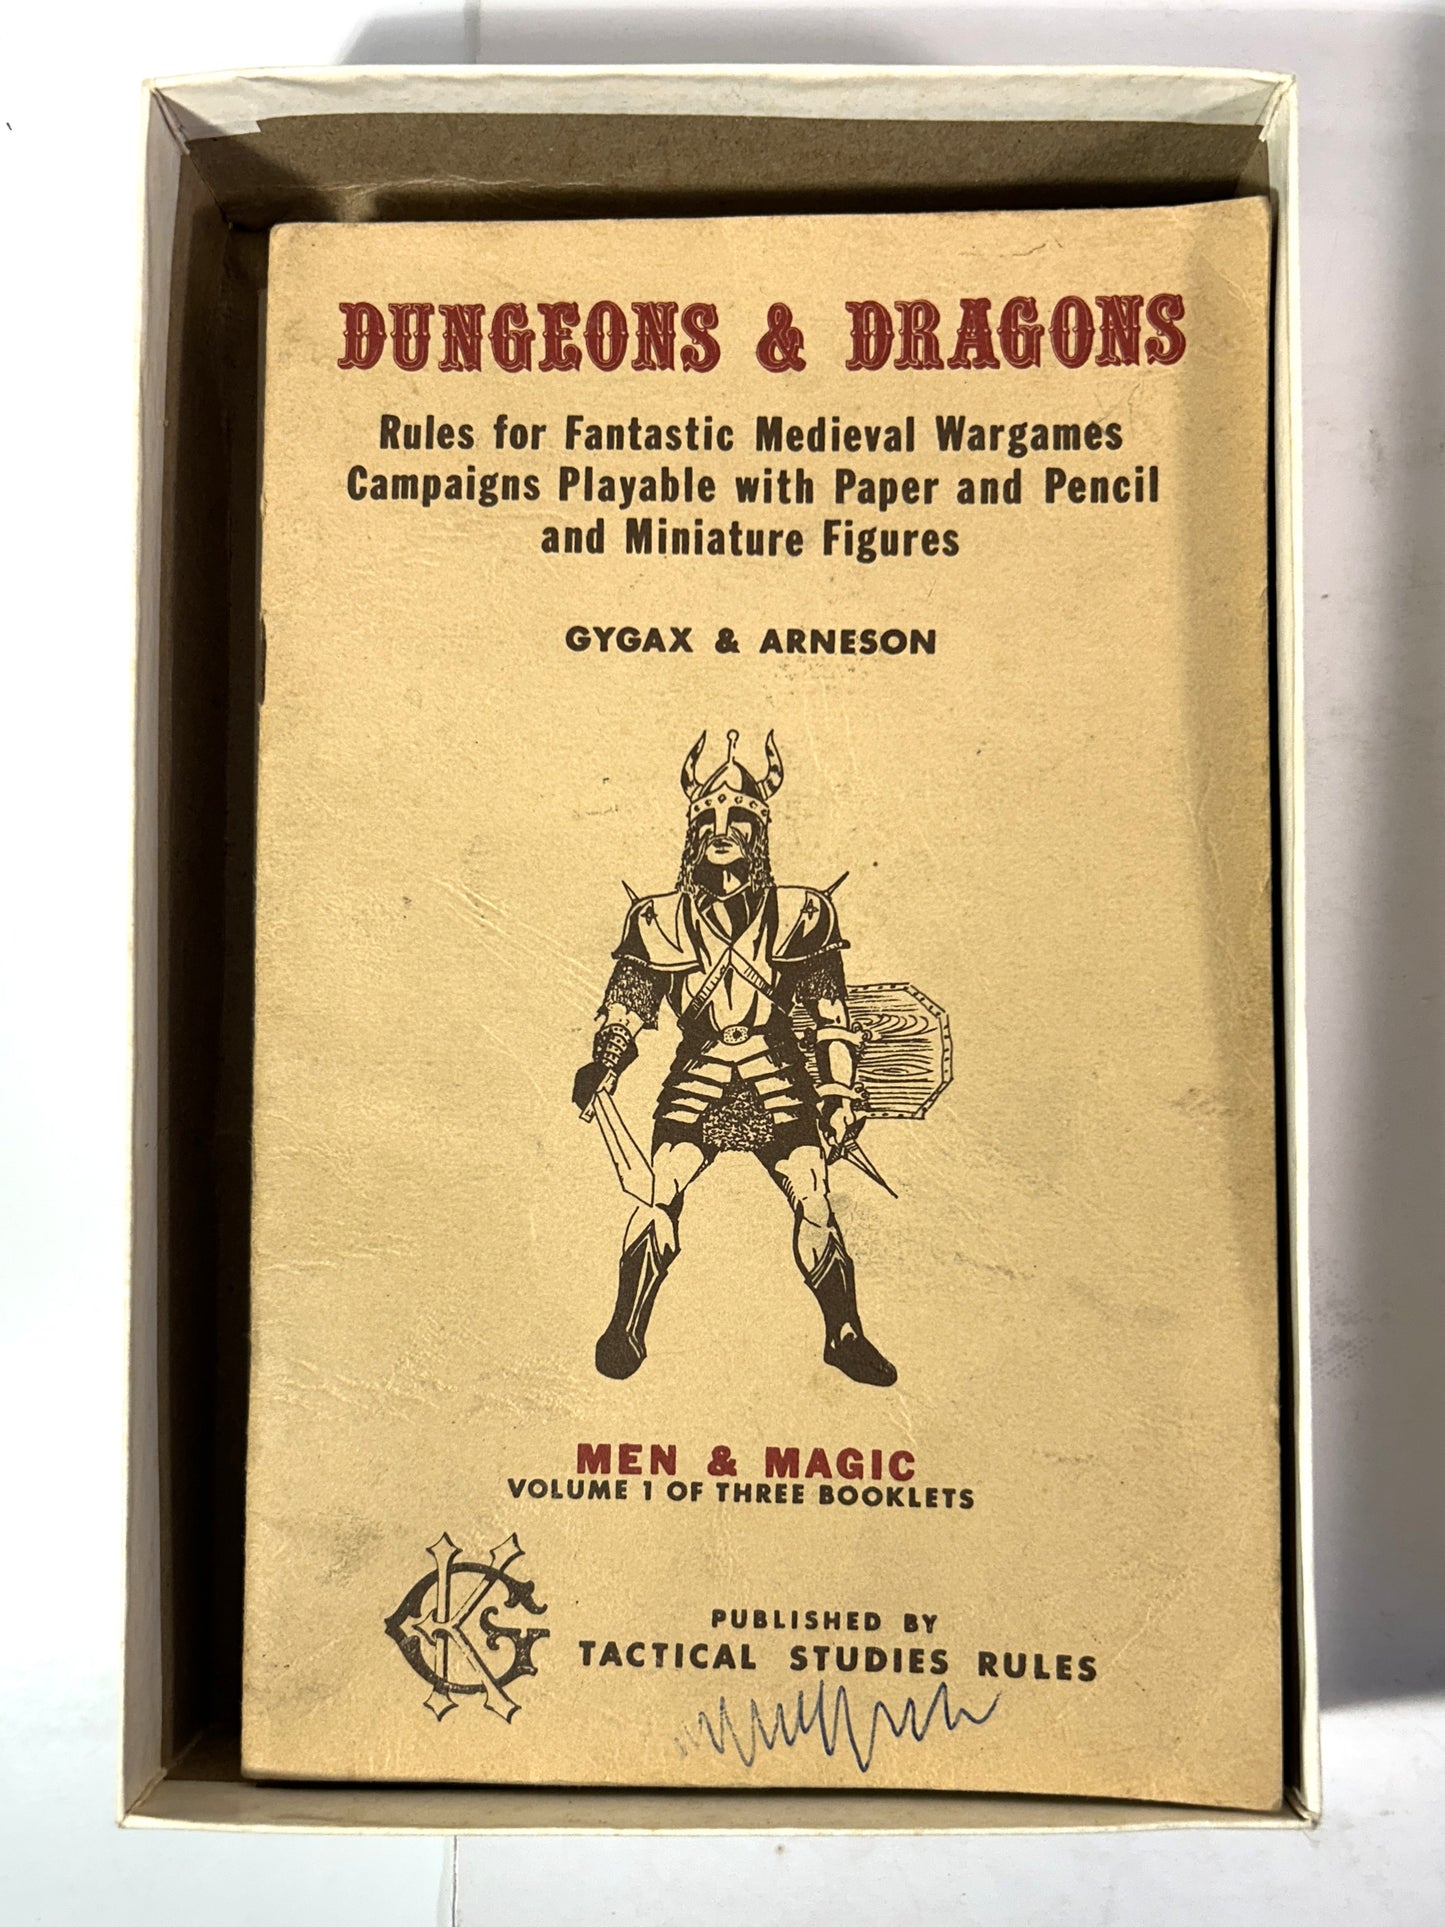 DUNGEONS & DRAGONS
Rules for Fantastic Medieval Wargames
Campaigns Playable with Paper and Pencil
and Miniature Figures
GYGAX & ARNESON
MEN & MAGIC
VOLUME 1 OF THREE BOOKLETS
GK
PUBLISHED BY
TACTICAL STUDIES RULES